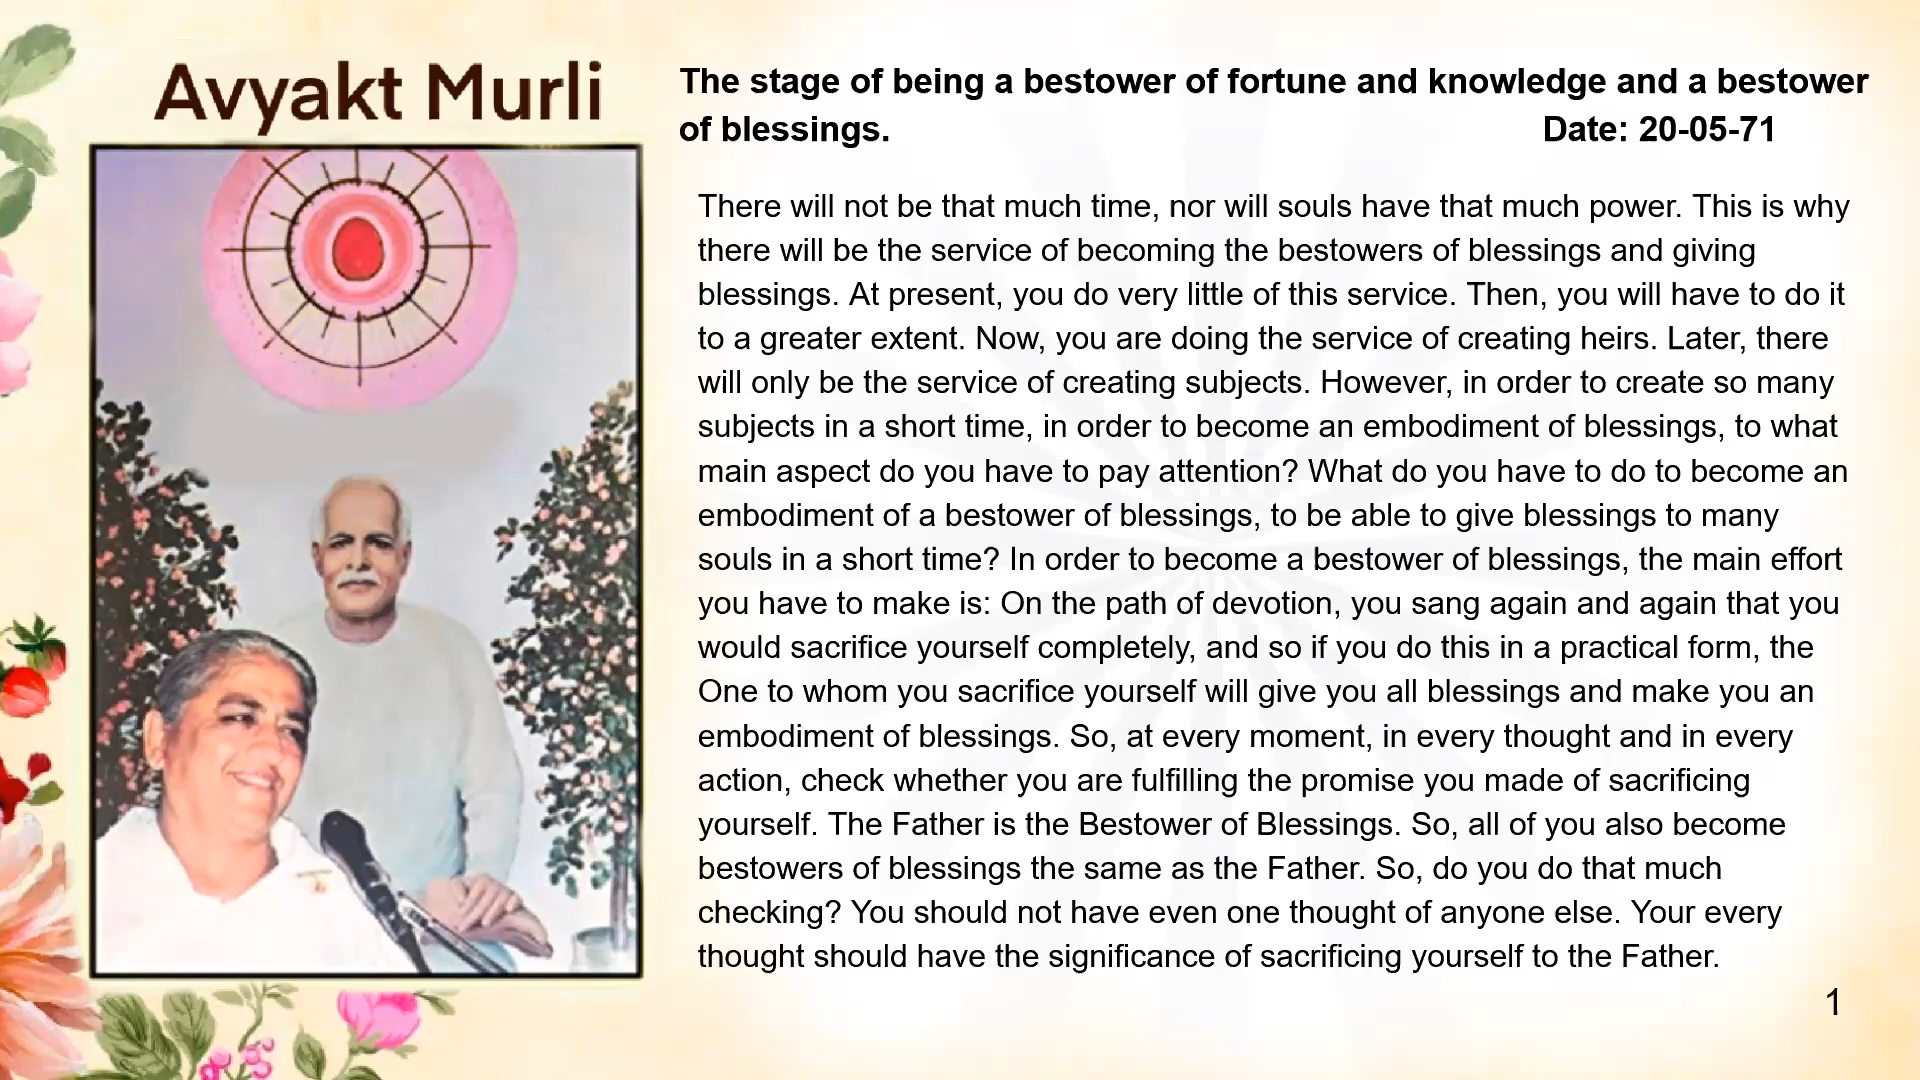 Avyakt Murli
The stage of being a bestower of fortune and knowledge and a bestower
of blessings. Date: 20-05-71
There will not be that much time, nor will souls have that much power. This is why
there will be the service of becoming the bestowers of blessings and giving
blessings. At present, you do very little of this service. Then, you will have to do it
to a greater extent. Now, you are doing the service of creating heirs. Later, there
will only be the service of creating subjects. However, in order to create so many
subjects in a short time, in order to become an embodiment of blessings, to what
main aspect do you have to pay attention? What do you have to do to become an
embodiment of a bestower of blessings, to be able to give blessings to many
souls in a short time? In order to become a bestower of blessings, the main effort
you have to make is: On the path of devotion, you sang again and again that you
would sacrifice yourself completely, and so if you do this in a practical form, the
One to whom you sacrifice yourself will give you all blessings and make you an
embodiment of blessings. So, at every moment, in every thought and in every
action, check whether you are fulfilling the promise you made of sacrificing
yourself. The Father is the Bestower of Blessings. So, all of you also become
bestowers of blessings the same as the Father. So, do you do that much
checking? You should not have even one thought of anyone else. Your every
thought should have the significance of sacrificing yourself to the Father.
1